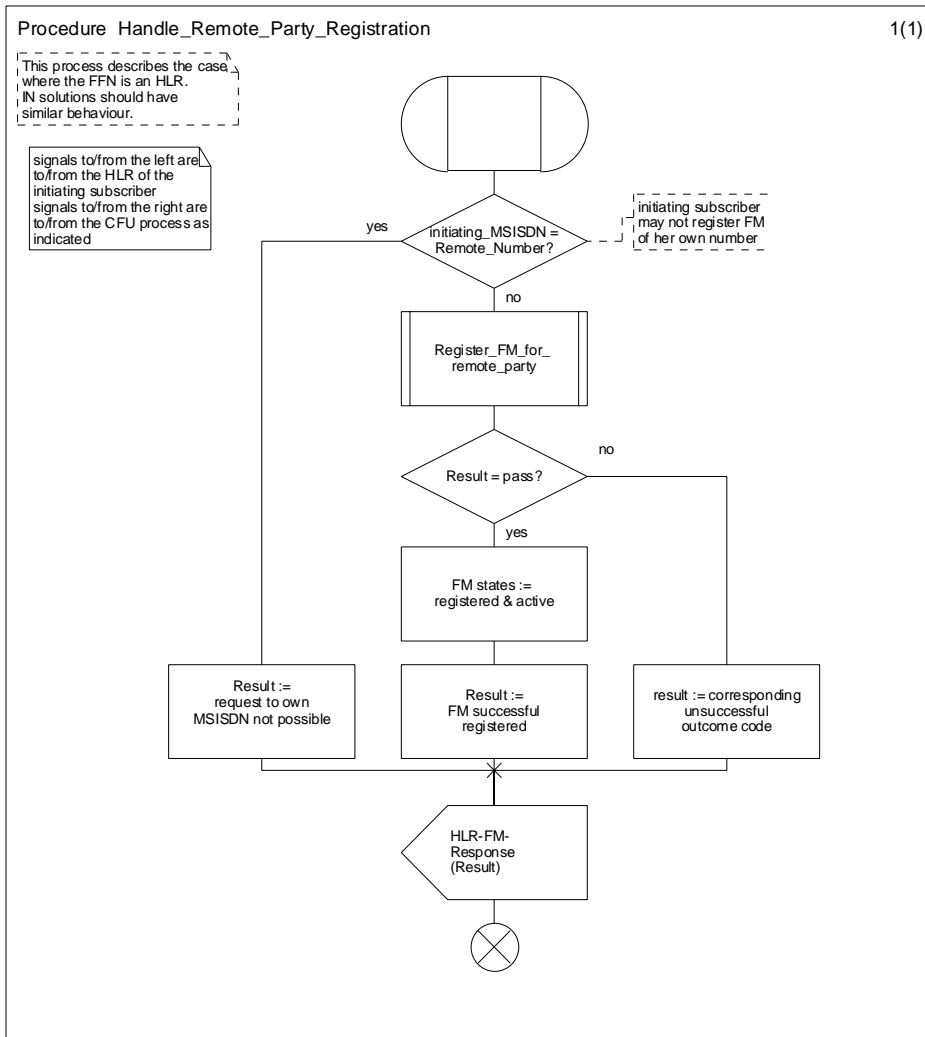 Procedure Handle_Remote_Party_Registration
1(1)
This process describes the case
where the FFN is an HLR.
IN solutions should have
similar behaviour.
signals to/from the left are
to/from the HLR of the
initiating subscriber
signals to/from the right are
to/from the CFU process as
indicated
yes
initiating_MSISDN =
Remote_Number?
initiating subscriber
may not register FM
of her own number
no
Register_FM_for_
remote_party
Result = pass?
no
yes
FM states :=
registered & active
Result :=
request to own
MSISDN not possible
Result :=
FM successful
registered
result := corresponding
unsuccessful
outcome code
HLR-FM-
Response
(Result)